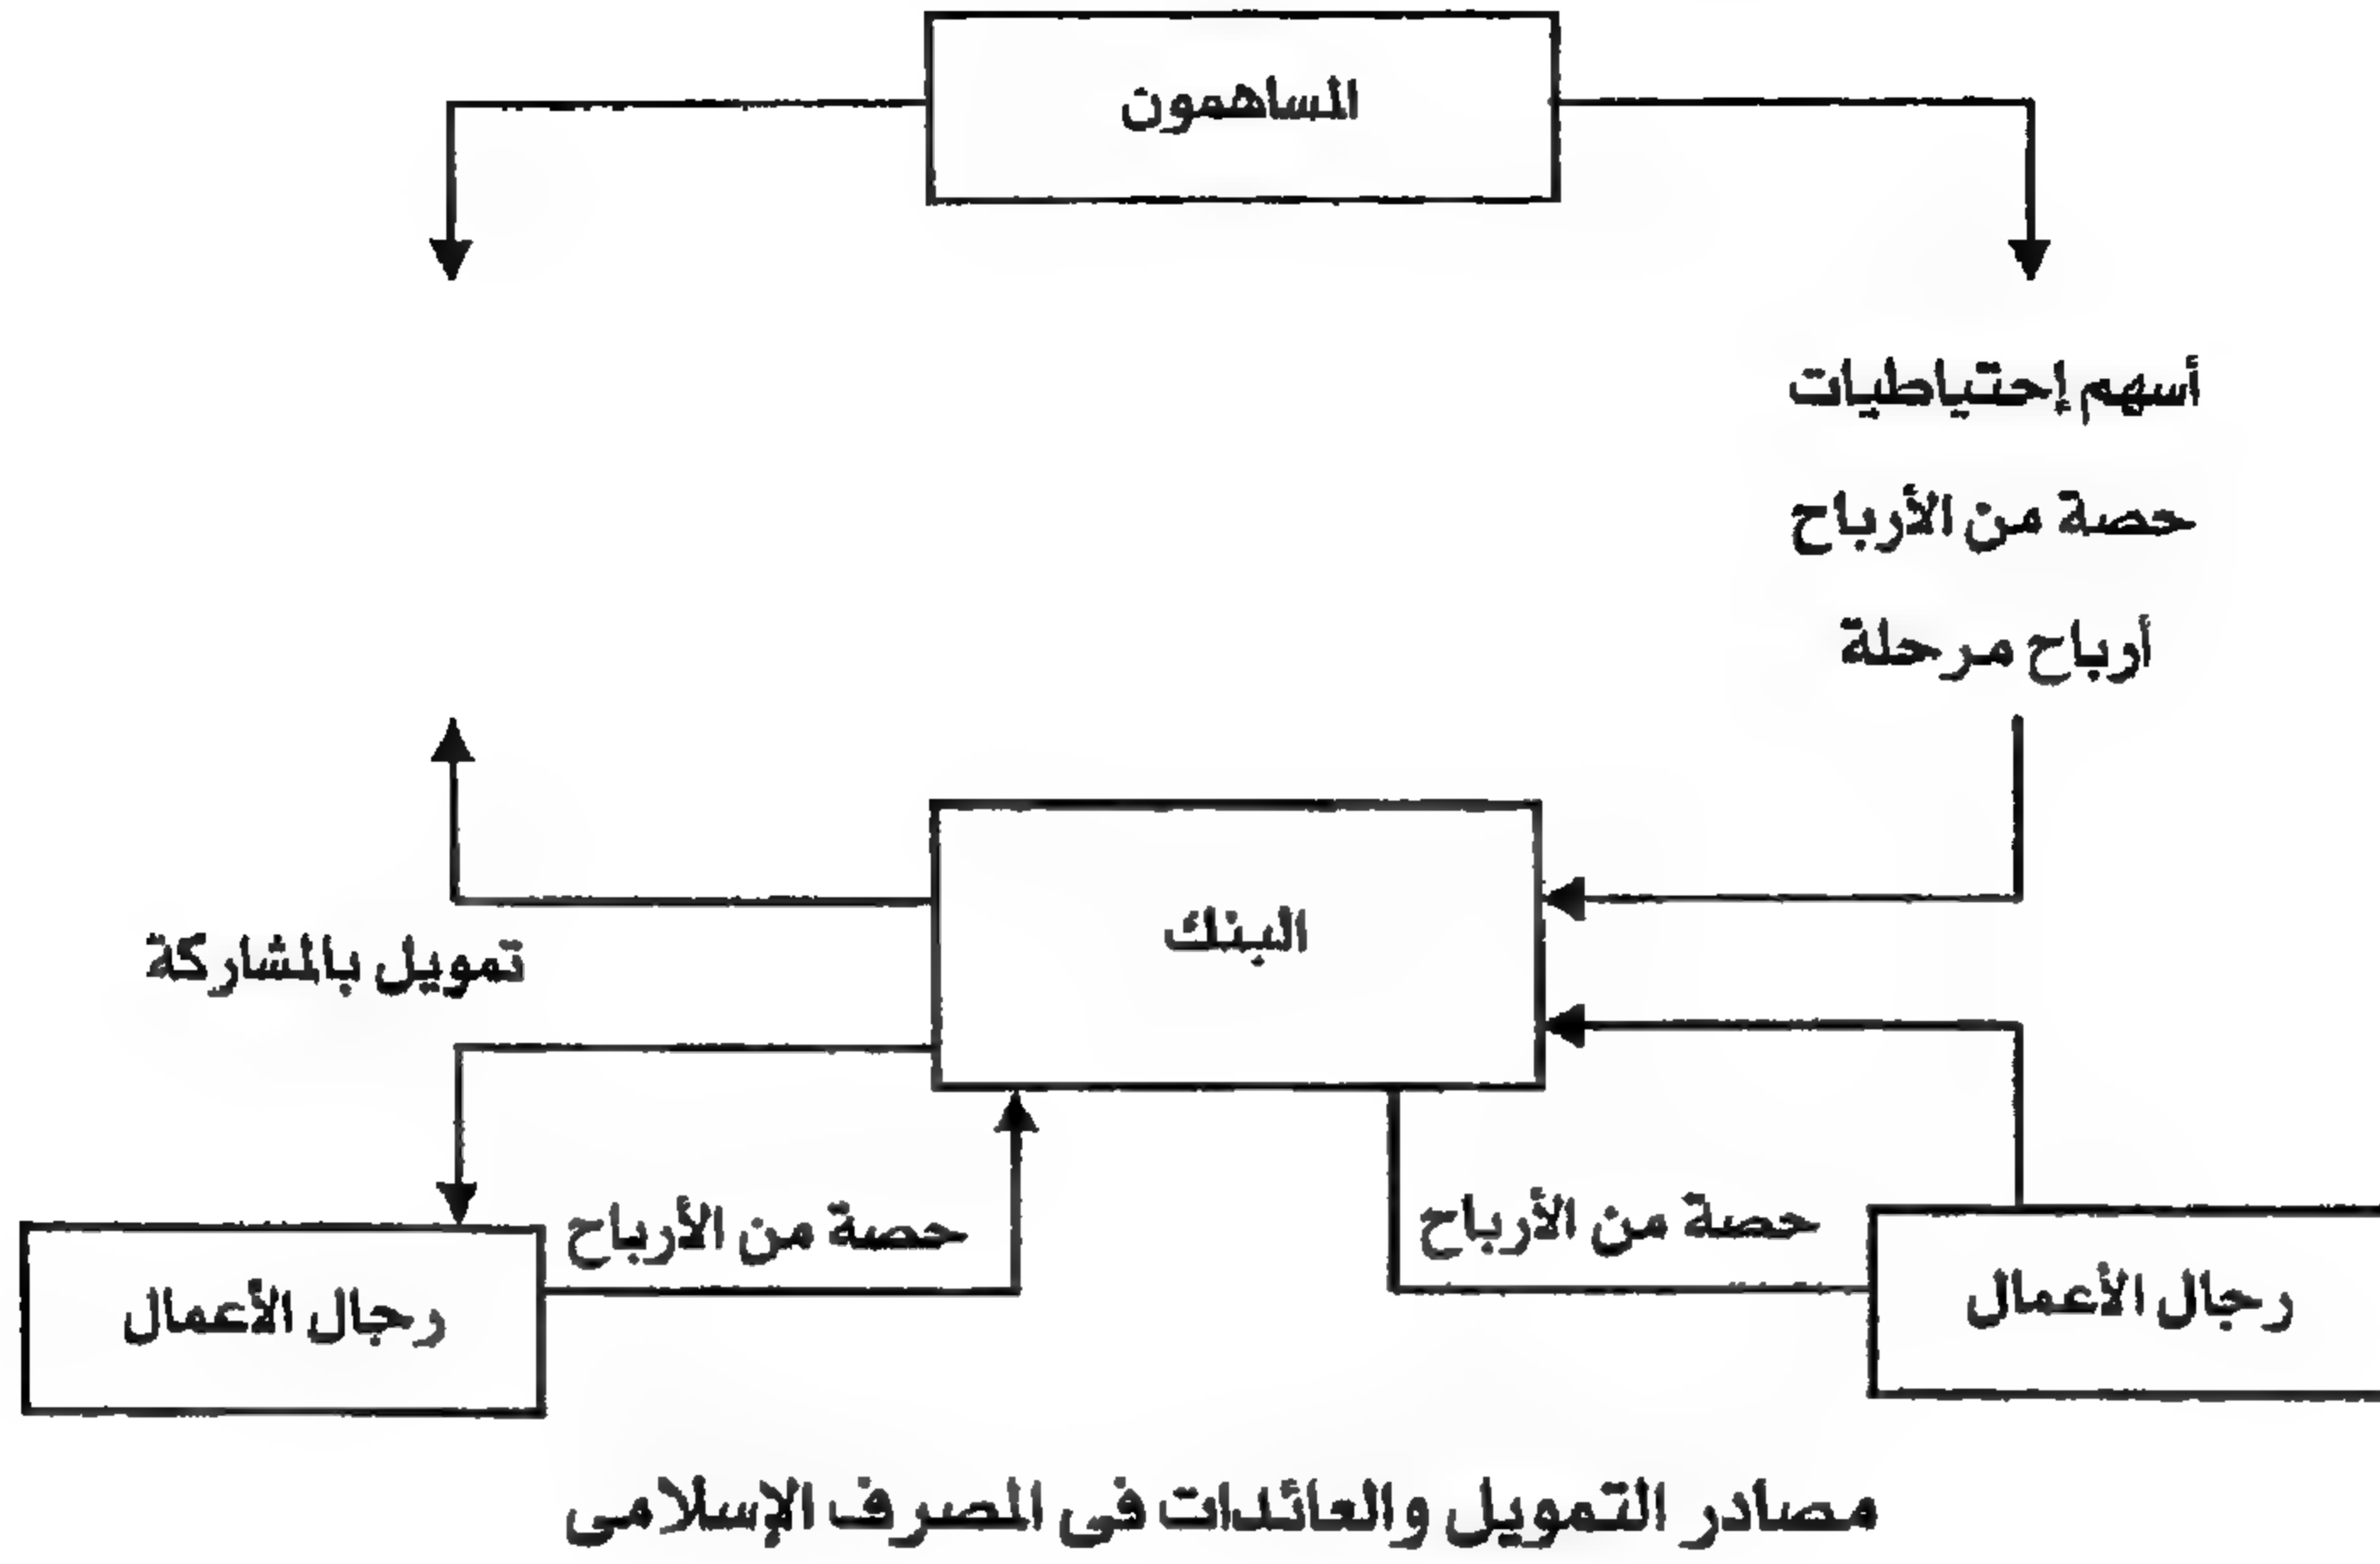 المساهمون
أسهم إحتياطيات
حصة من الأرباح
أرباح مرحلة
البنك
تمويل بالمشاركة
حصة من الأرباح
حصة من الأرباح
رجال الأعمال
رجال الأعمال
مصادر التمويل والعائدات فى المصرف الإسلامى